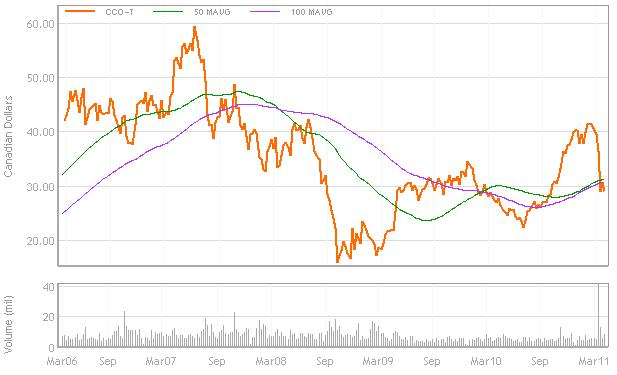 CCO-T 50 MAVG 100 MAVG
60.00
50.00
40.00
30.00
20.00
Canadian Dollars
40
20
0
Volume (mil)
Mar06 Sep Mar07 Sep Mar08 Sep Mar09 Sep Mar10 Sep Mar11